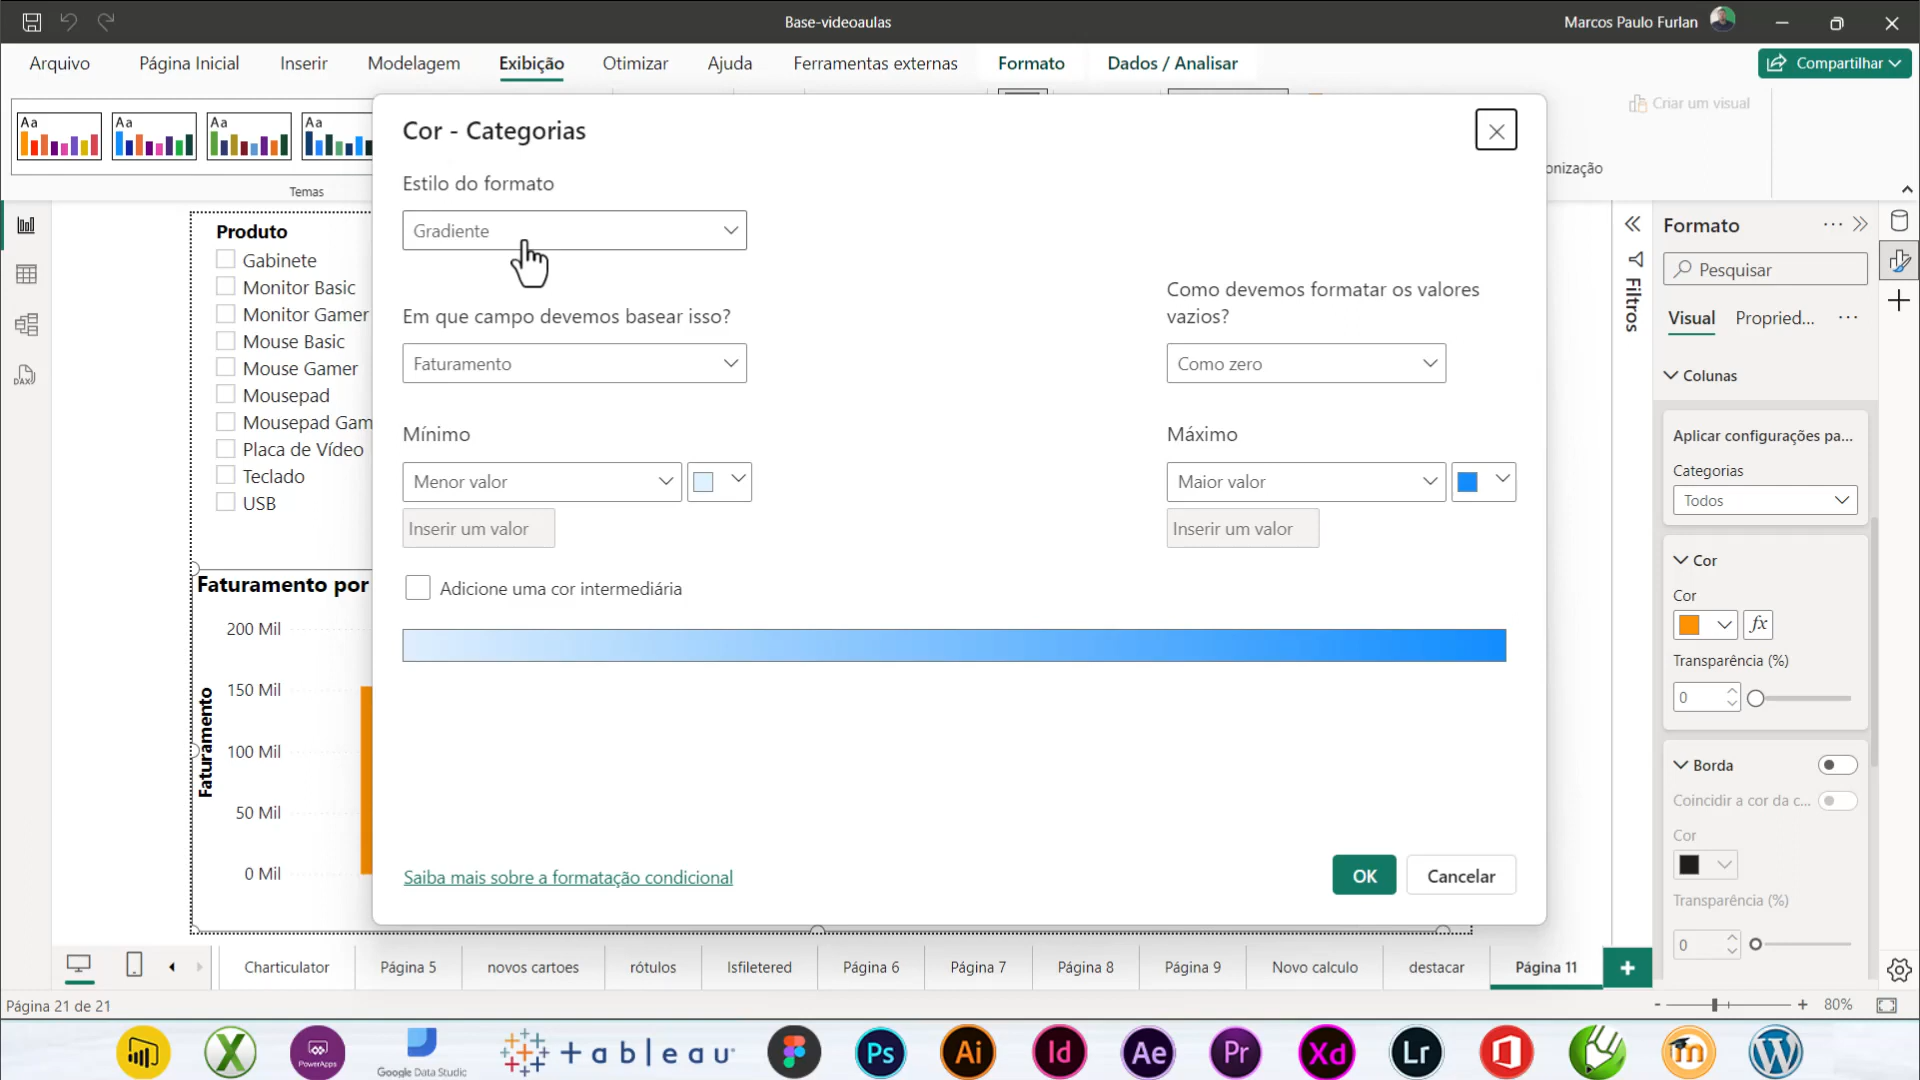 Base-videoaulas
Marcos Paulo Furlan
Arquivo
Página Inicial
Inserir
Modelagem
Exibição
Otimizar
Ajuda
Ferramentas externas
Formato
Dados / Analisar
Compartilhar
Aa
Aa
Aa
Aa
Temas
Criar um visual
onização
Cor - Categorias
Estilo do formato
Gradiente
Em que campo devemos basear isso?
Faturamento
Como devemos formatar os valores
vazios?
Como zero
Mínimo
Menor valor
Inserir um valor
Máximo
Maior valor
Inserir um valor
Adicione uma cor intermediária
Saiba mais sobre a formatação condicional
OK
Cancelar
Produto
Gabinete
Monitor Basic
Monitor Gamer
Mouse Basic
Mouse Gamer
Mousepad
Mousepad Gam
Placa de Vídeo
Teclado
USB
Faturamento por
200 Mil
150 Mil
100 Mil
50 Mil
0 Mil
Faturamento
DAX
Filtros
Formato
...
Pesquisar
Visual
Propried...
...
Colunas
Aplicar configurações pa...
Categorias
Todos
Cor
Cor
fx
Transparência (%)
0
Borda
Coincidir a cor da c...
Cor
Transparência (%)
0
Charticulator
Página 5
novos cartoes
rótulos
Isfiletered
Página 6
Página 7
Página 8
Página 9
Novo calculo
destacar
Página 11
+
Página 21 de 21
-
+
80%
X
PowerApps
Google Data Studio
+ a b l e a u
Ps
Ai
Id
Ae
Pr
Xd
Lr
m
W